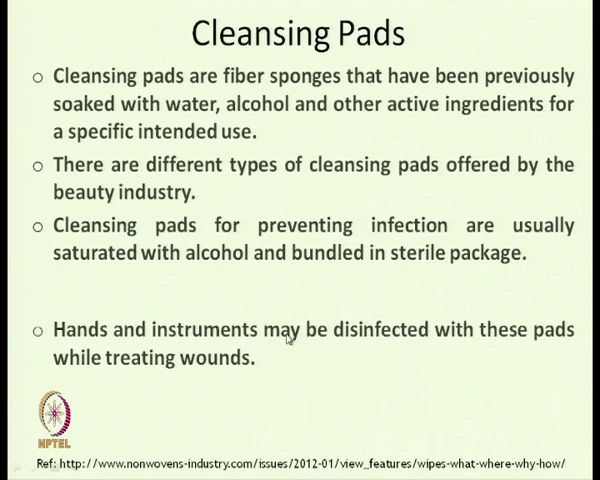 Cleansing Pads
o Cleansing pads are fiber sponges that have been previously
soaked with water, alcohol and other active ingredients for
a specific intended use.
o There are different types of cleansing pads offered by the
beauty industry.
o Cleansing pads for preventing infection are usually
saturated with alcohol and bundled in sterile package.
o Hands and instruments may be disinfected with these pads
while treating wounds.
NPTEL
Ref: http://www.nonwovens-industry.com/issues/2012-01/view_features/wipes-what-where-why-how/